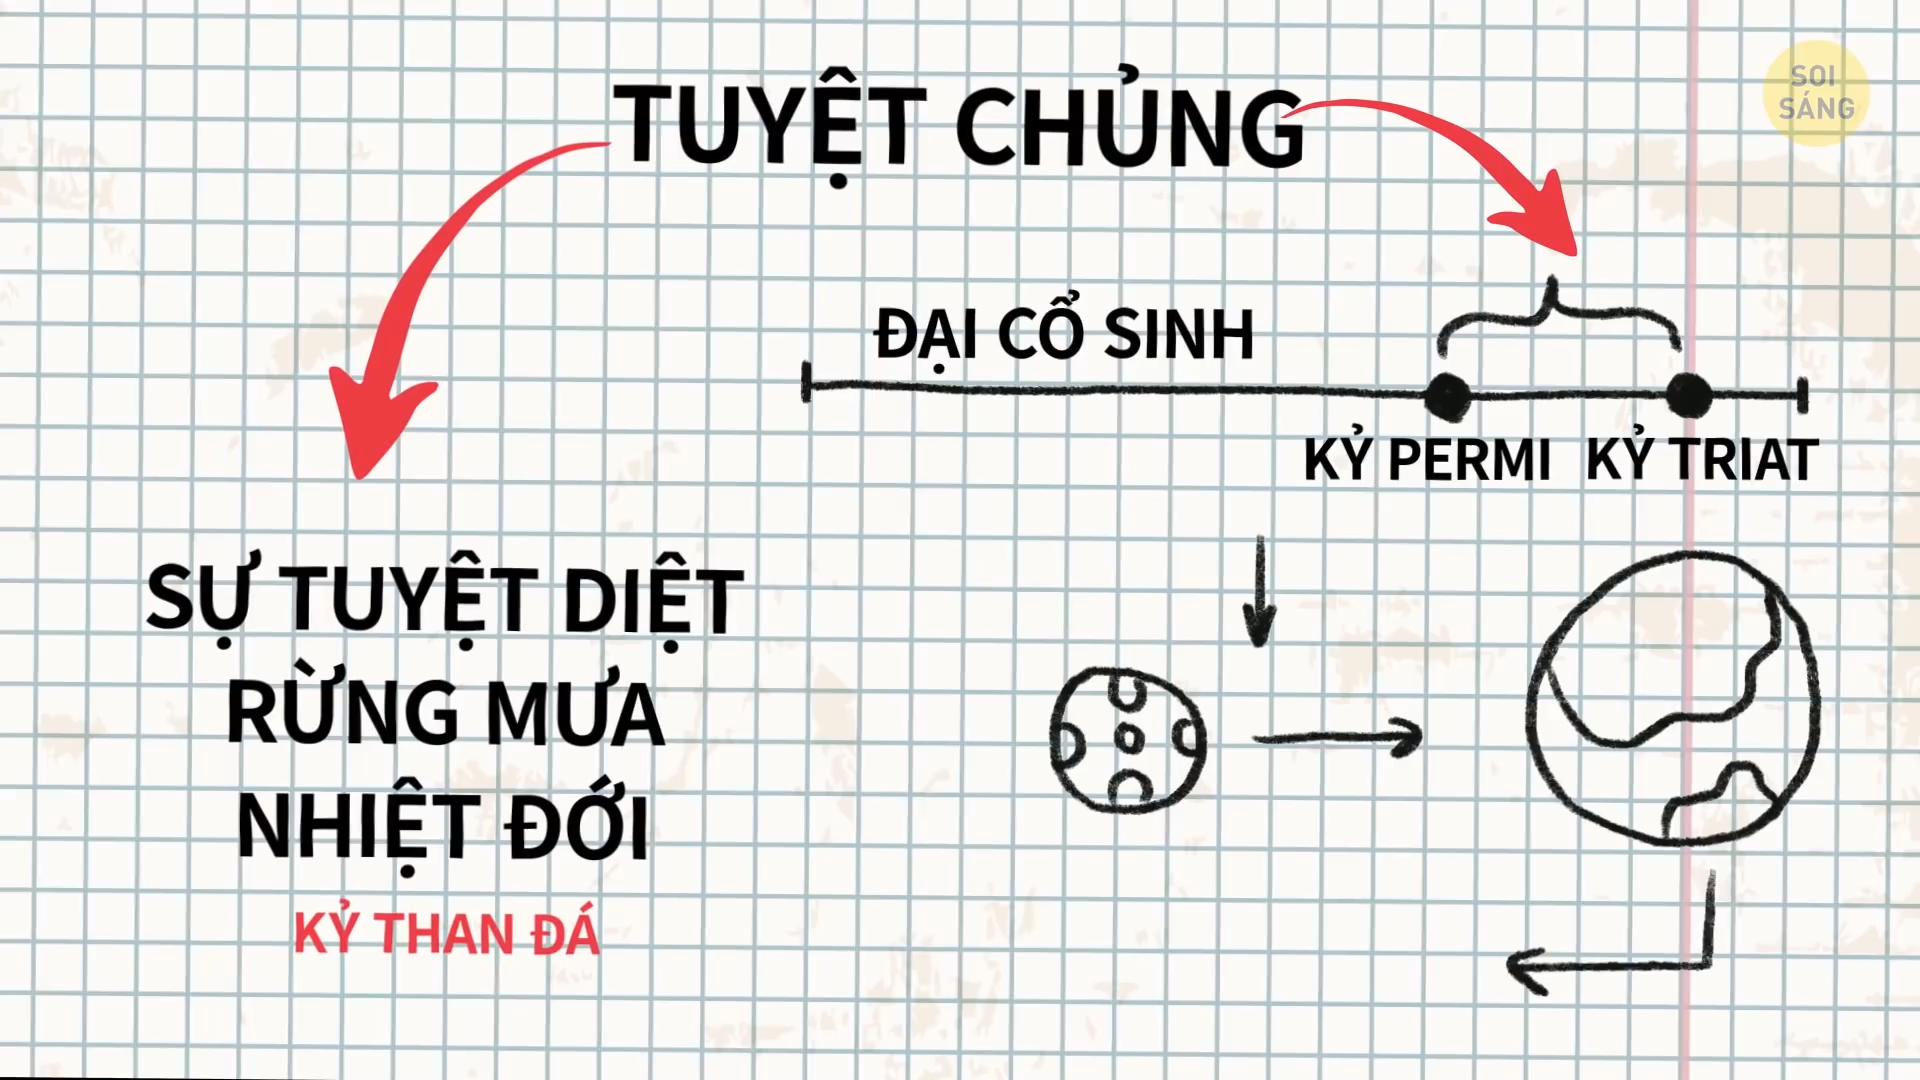 TUYỆT CHỦNG
SOI
SÁNG
ĐẠI CỔ SINH
KỶ PERMI
KỶ TRIAT
SỰ TUYỆT DIỆT
RỪNG MƯA
NHIỆT ĐỚI
KỶ THAN ĐÁ